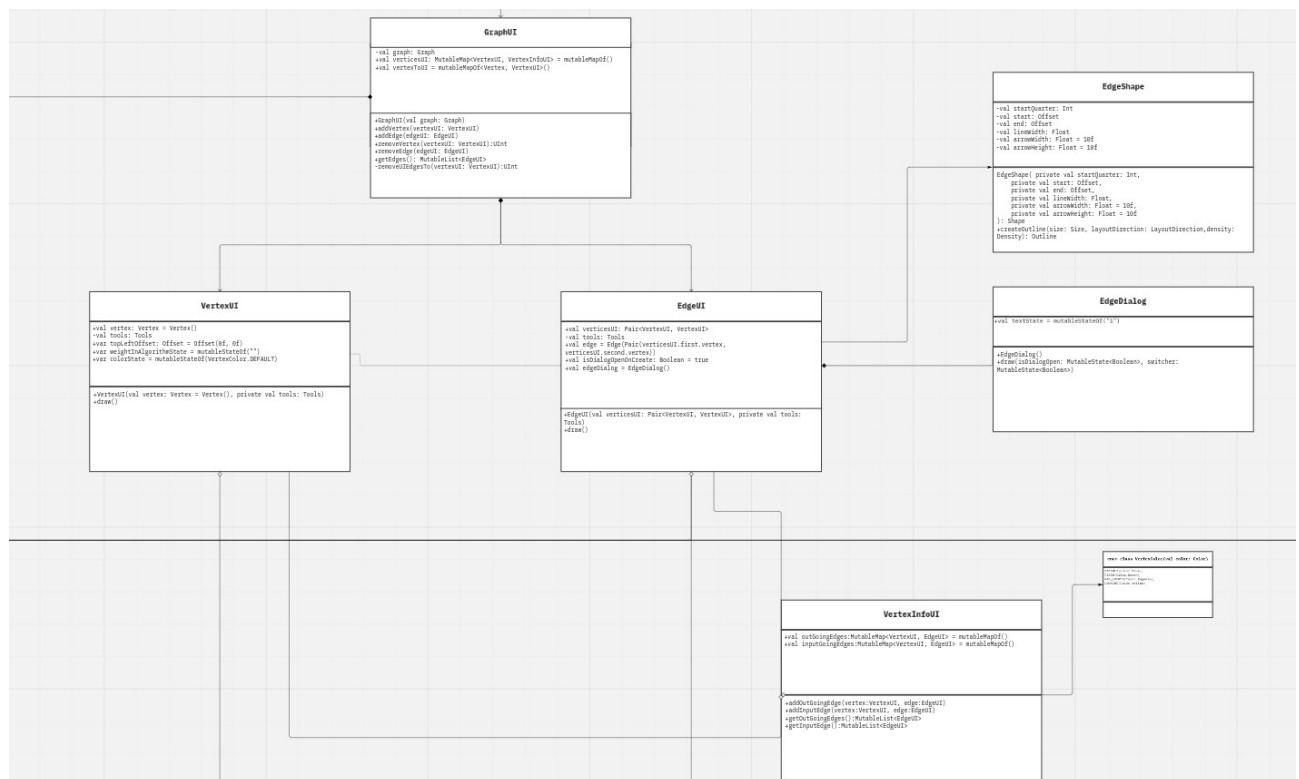 GraphUI
-val graph: Graph
+val verticesUI: MutableMap<VertexUI, VertexInfoUI> = mutableMapOf()
+val vertexToUI = mutableMapOf<Vertex, VertexUI>()
+GraphUI(val graph: Graph)
+addVertex(vertexUI: VertexUI)
+addEdge(edgeUI: EdgeUI)
+removeVertex(vertexUI: VertexUI):UInt
+removeEdge(edgeUI: EdgeUI)
+getEdges(): MutableList<EdgeUI>
-removeUIEdgesTo(vertexUI: VertexUI):UInt
EdgeShape
-val startQuarter: Int
-val start: Offset
-val end: Offset
-val lineWidth: Float
-val arrowWidth: Float = 10f
-val arrowHeight: Float = 10f
EdgeShape( private val startQuarter: Int,
private val start: Offset,
private val end: Offset,
private val lineWidth: Float,
private val arrowWidth: Float = 10f,
private val arrowHeight: Float = 10f
): Shape
+createOutline(size: Size, layoutDirection: LayoutDirection,density:
Density): Outline
VertexUI
+val vertex: Vertex = Vertex()
-val tools: Tools
+var topLeftOffset: Offset = Offset(0f, 0f)
+var weightInAlgorithmState = mutableStateOf("")
+var colorState = mutableStateOf(VertexColor.DEFAULT)
+VertexUI(val vertex: Vertex = Vertex(), private val tools: Tools)
+draw()
EdgeUI
+val verticesUI: Pair<VertexUI, VertexUI>
-val tools: Tools
+val edge = Edge(Pair(verticesUI.first.vertex,
verticesUI.second.vertex))
+val isDialogOpenOnCreate: Boolean = true
+val edgeDialog = EdgeDialog()
+EdgeUI(val verticesUI: Pair<VertexUI, VertexUI>, private val tools:
Tools)
+draw()
EdgeDialog
+val textState = mutableStateOf("1")
+EdgeDialog()
+draw(isDialogOpen: MutableState<Boolean>, switcher:
MutableState<Boolean>)
enum class VertexColor(val color: Color)
VertexInfoUI
+val outGoingEdges:MutableMap<VertexUI, EdgeUI> = mutableMapOf()
+val inputGoingEdges:MutableMap<VertexUI, EdgeUI> = mutableMapOf()
+addOutGoingEdge(vertex:VertexUI, edge:EdgeUI)
+addInputEdge(vertex:VertexUI, edge:EdgeUI)
+getOutGoingEdges():MutableList<EdgeUI>
+getInputEdge():MutableList<EdgeUI>